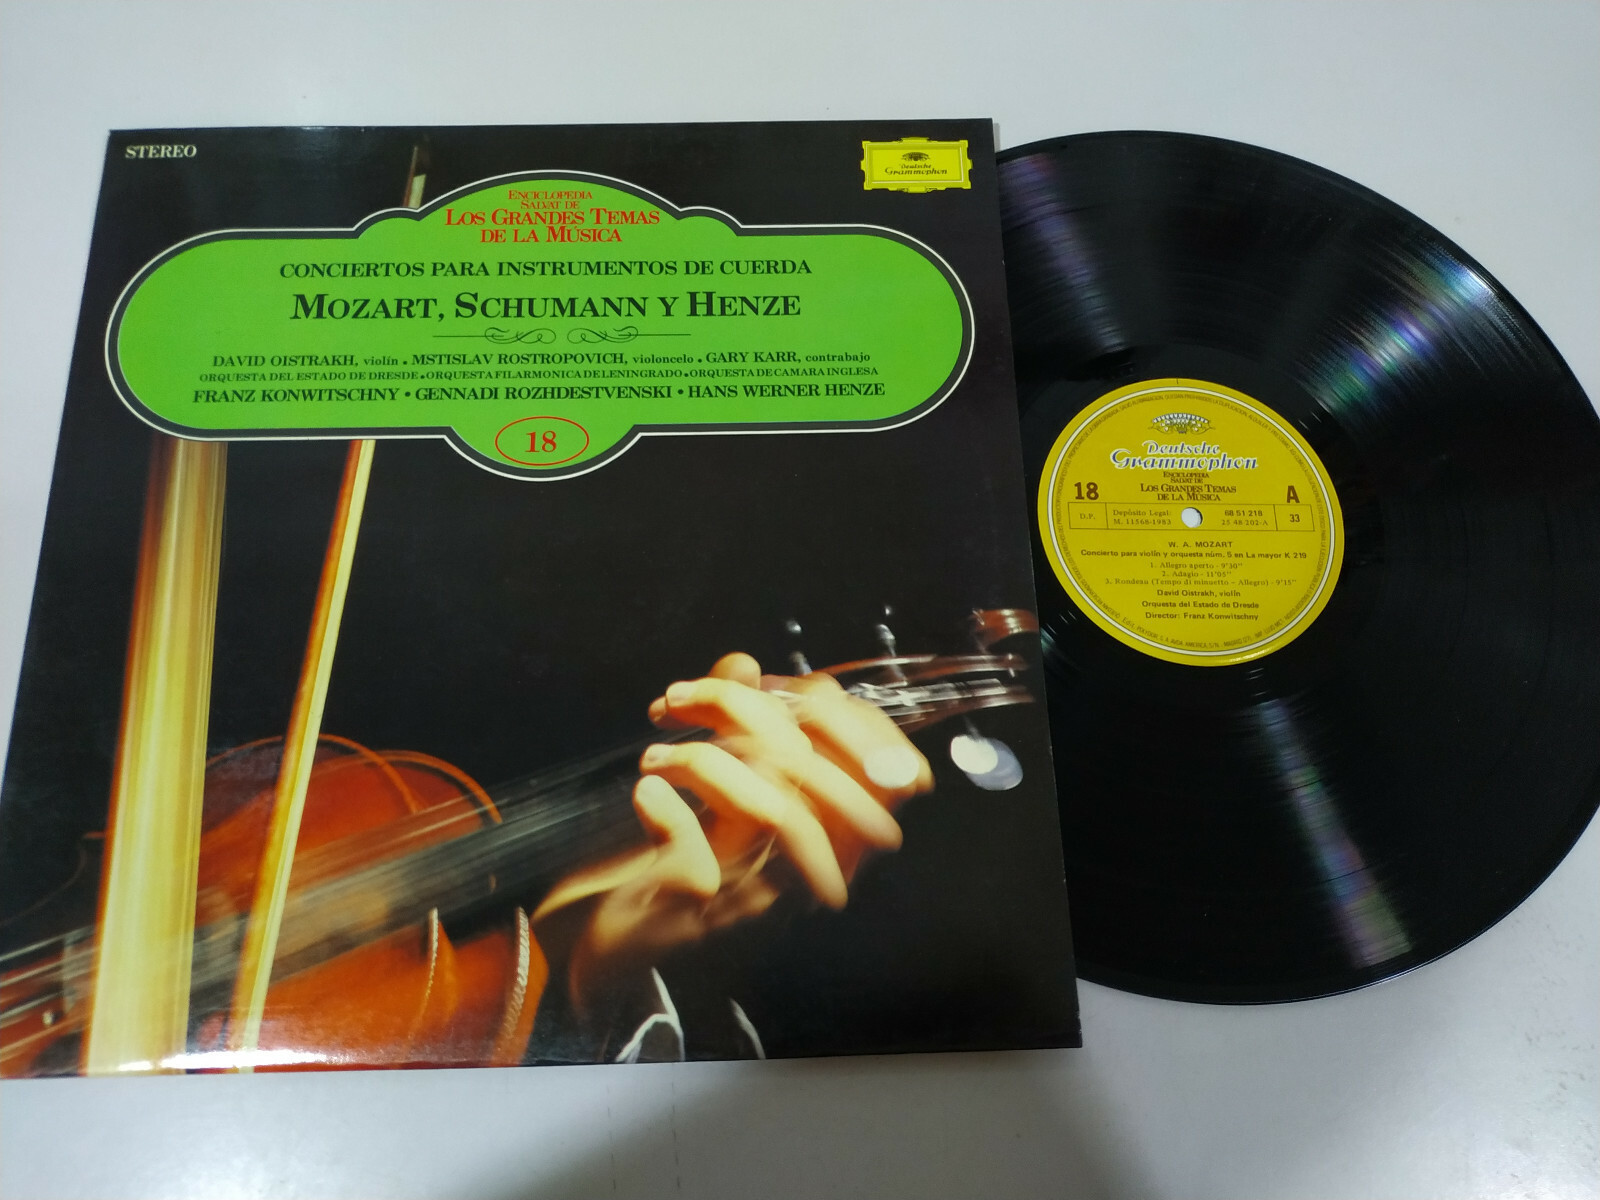 STEREO
Deutsche
Grammophon
ENCICLOPEDIA
SALVAT DE
LOS GRANDES TEMAS
DE LA MÚSICA
CONCIERTOS PARA INSTRUMENTOS DE CUERDA
MOZART, SCHUMANN Y HENZE
DAVID OISTRAKH, violín • MSTISLAV ROSTROPOVICH, violoncelo • GARY KARR, contrabajo
ORQUESTA DEL ESTADO DE DRESDE • ORQUESTA FILARMONICA DE LENINGRADO • ORQUESTA DE CAMARA INGLESA
FRANZ KONWITSCHNY • GENNADI ROZHDESTVENSKI • HANS WERNER HENZE
18
Deutsche
Grammophon
ENCICLOPEDIA
SALVAT DE
LOS GRANDES TEMAS
DE LA MÚSICA
18
A
D.P.
Depósito Legal:
M. 11568-1983
68 51 218
25 48 202-A
33
W. A. MOZART
Concierto para violín y orquesta núm. 5 en La mayor K 219
1. Allegro aperto - 9'30"
2. Adagio - 11'05"
3. Rondeau (Tempo di minuetto – Allegro) - 9'15"
David Oistrakh, violín
Orquesta del Estado de Dresde
Director: Franz Konwitschny